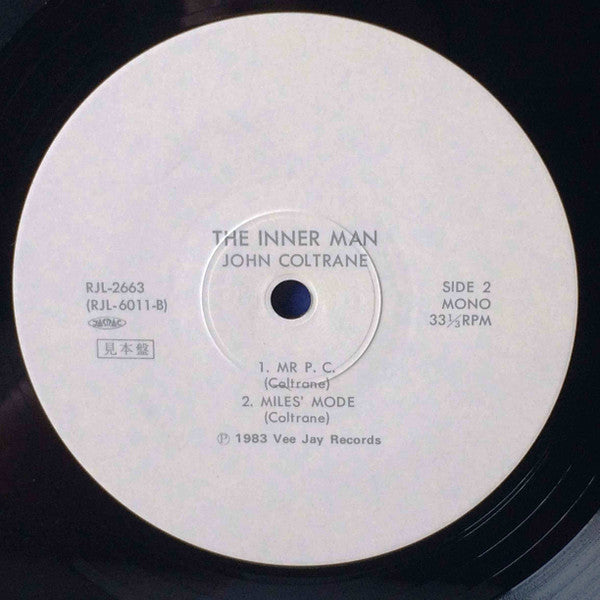 THE INNER MAN
JOHN COLTRANE
RJL-2663
(RJL-6011-B)
JASRAC
見本盤
SIDE 2
MONO
33⅓RPM
1. MR P. C.
(Coltrane)
2. MILES' MODE
(Coltrane)
Ⓟ 1983 Vee Jay Records